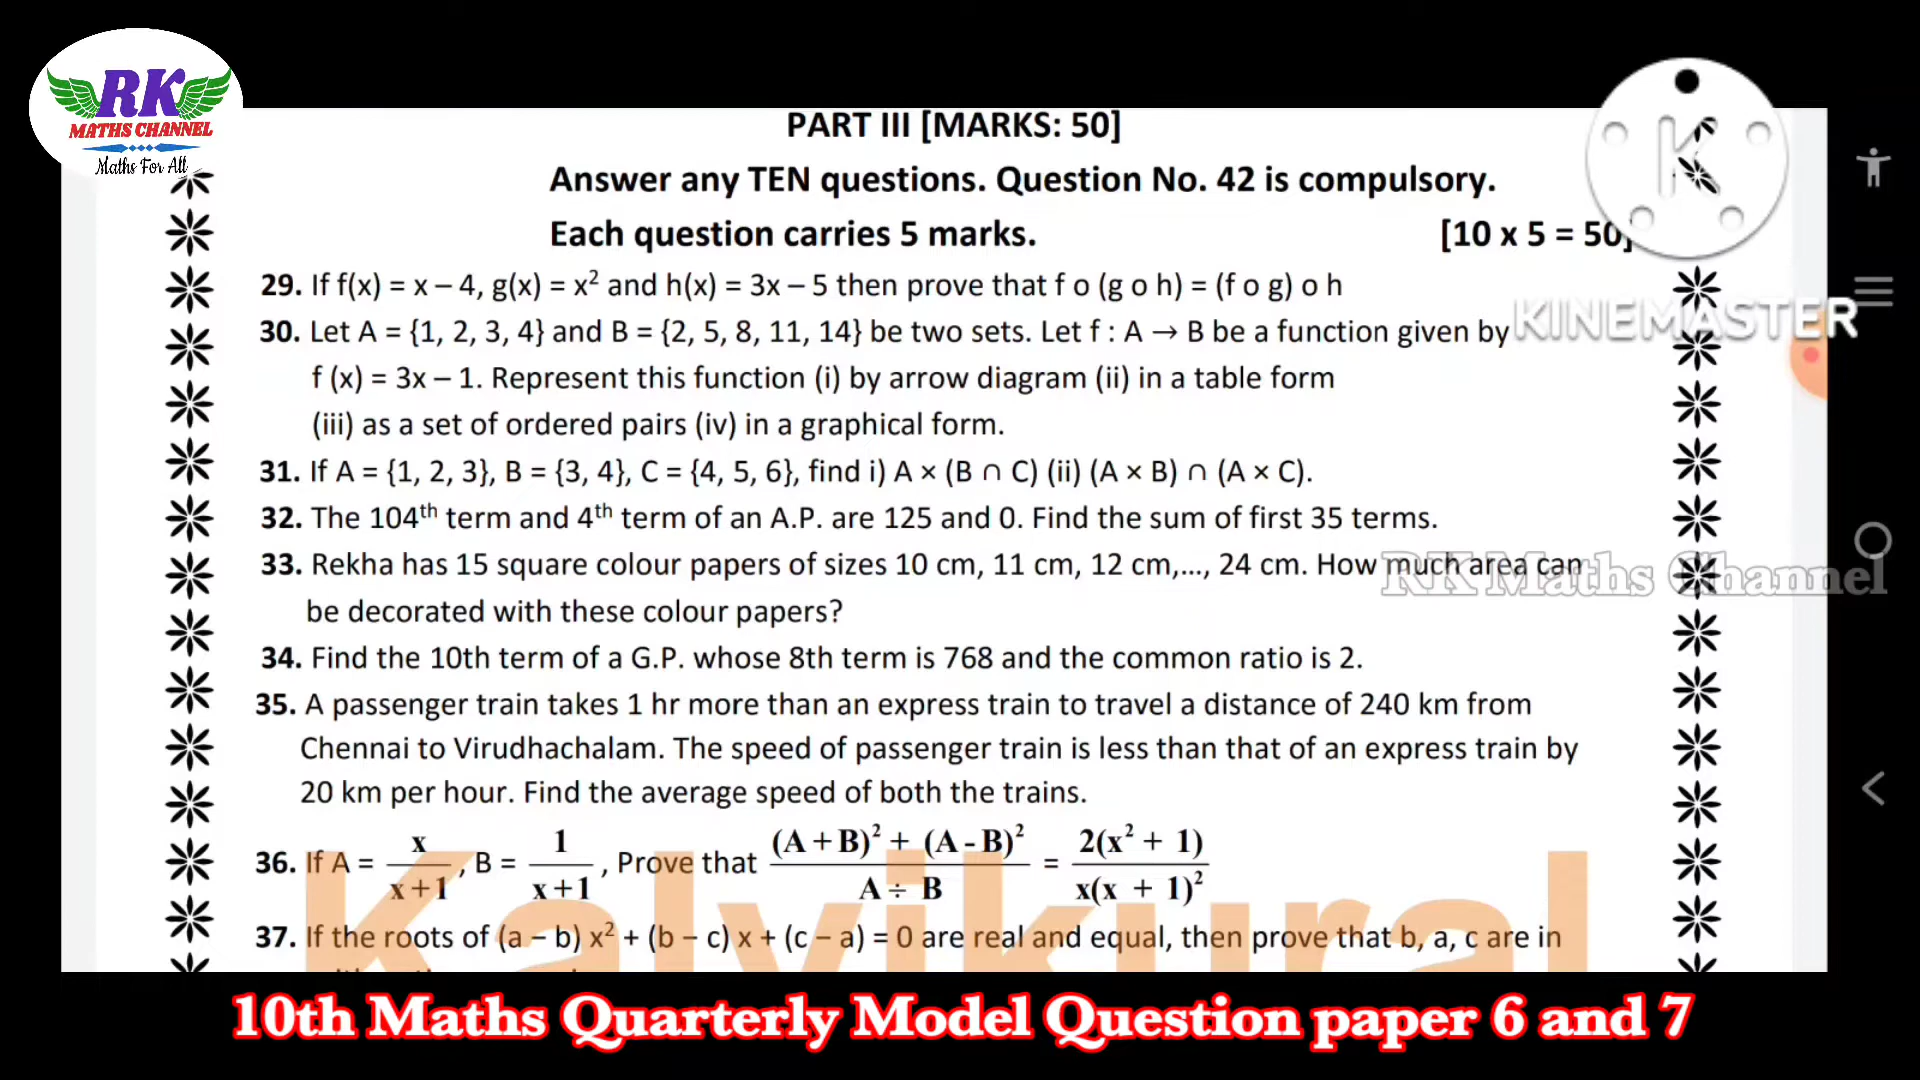 RK
MATHS CHANNEL
Maths For All
PART III [MARKS: 50]
K
Answer any TEN questions. Question No. 42 is compulsory.
Each question carries 5 marks. [10 x 5 = 50]
29. If f(x) = x – 4, g(x) = x² and h(x) = 3x – 5 then prove that f o (g o h) = (f o g) o h
KINEMASTER
30. Let A = {1, 2, 3, 4} and B = {2, 5, 8, 11, 14} be two sets. Let f : A → B be a function given by
f (x) = 3x – 1. Represent this function (i) by arrow diagram (ii) in a table form
(iii) as a set of ordered pairs (iv) in a graphical form.
31. If A = {1, 2, 3}, B = {3, 4}, C = {4, 5, 6}, find i) A × (B ∩ C) (ii) (A × B) ∩ (A × C).
32. The 104th term and 4th term of an A.P. are 125 and 0. Find the sum of first 35 terms.
33. Rekha has 15 square colour papers of sizes 10 cm, 11 cm, 12 cm,..., 24 cm. How much area can
RK Maths Channel
be decorated with these colour papers?
34. Find the 10th term of a G.P. whose 8th term is 768 and the common ratio is 2.
35. A passenger train takes 1 hr more than an express train to travel a distance of 240 km from
Chennai to Virudhachalam. The speed of passenger train is less than that of an express train by
20 km per hour. Find the average speed of both the trains.
36. If A = x/(x+1), B = 1/(x+1), Prove that ((A+B)² + (A-B)²)/(A ÷ B) = 2(x² + 1)/(x(x + 1)²)
Kalvikural
37. If the roots of (a – b) x² + (b – c) x + (c – a) = 0 are real and equal, then prove that b, a, c are in
10th Maths Quarterly Model Question paper 6 and 7